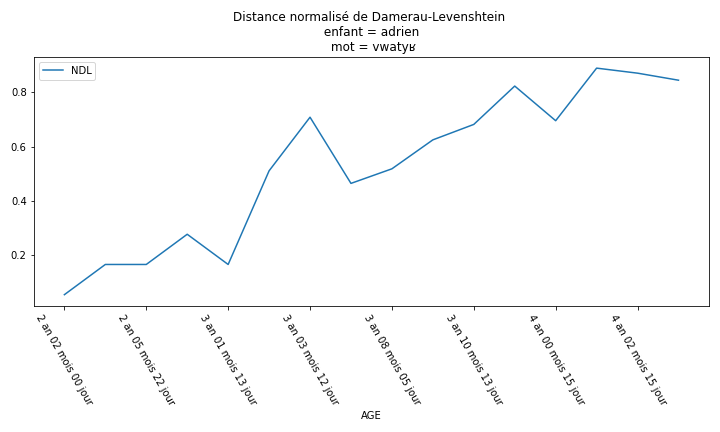 Distance normalisé de Damerau-Levenshtein
enfant = adrien
mot = vwatyʁ
NDL
0.8
0.6
0.4
0.2
2 an 02 mois 00 jour
2 an 05 mois 22 jour
3 an 01 mois 13 jour
3 an 03 mois 12 jour
3 an 08 mois 05 jour
3 an 10 mois 13 jour
4 an 00 mois 15 jour
4 an 02 mois 15 jour
AGE